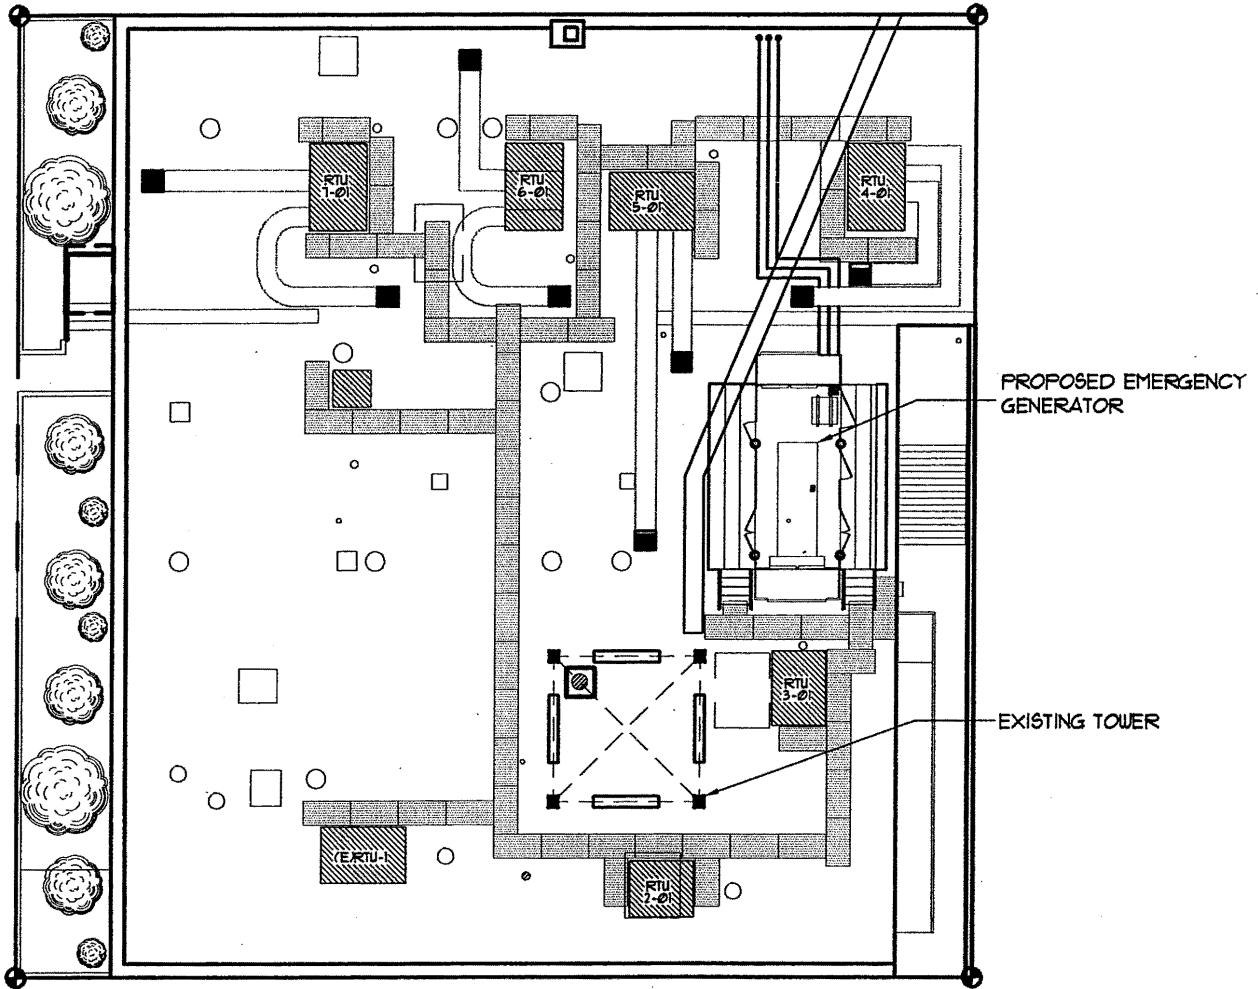 RTU
7-01
RTU
6-01
RTU
5-01
RTU
4-01
PROPOSED EMERGENCY
GENERATOR
RTU
3-01
EXISTING TOWER
(E)RTU-1
RTU
2-01